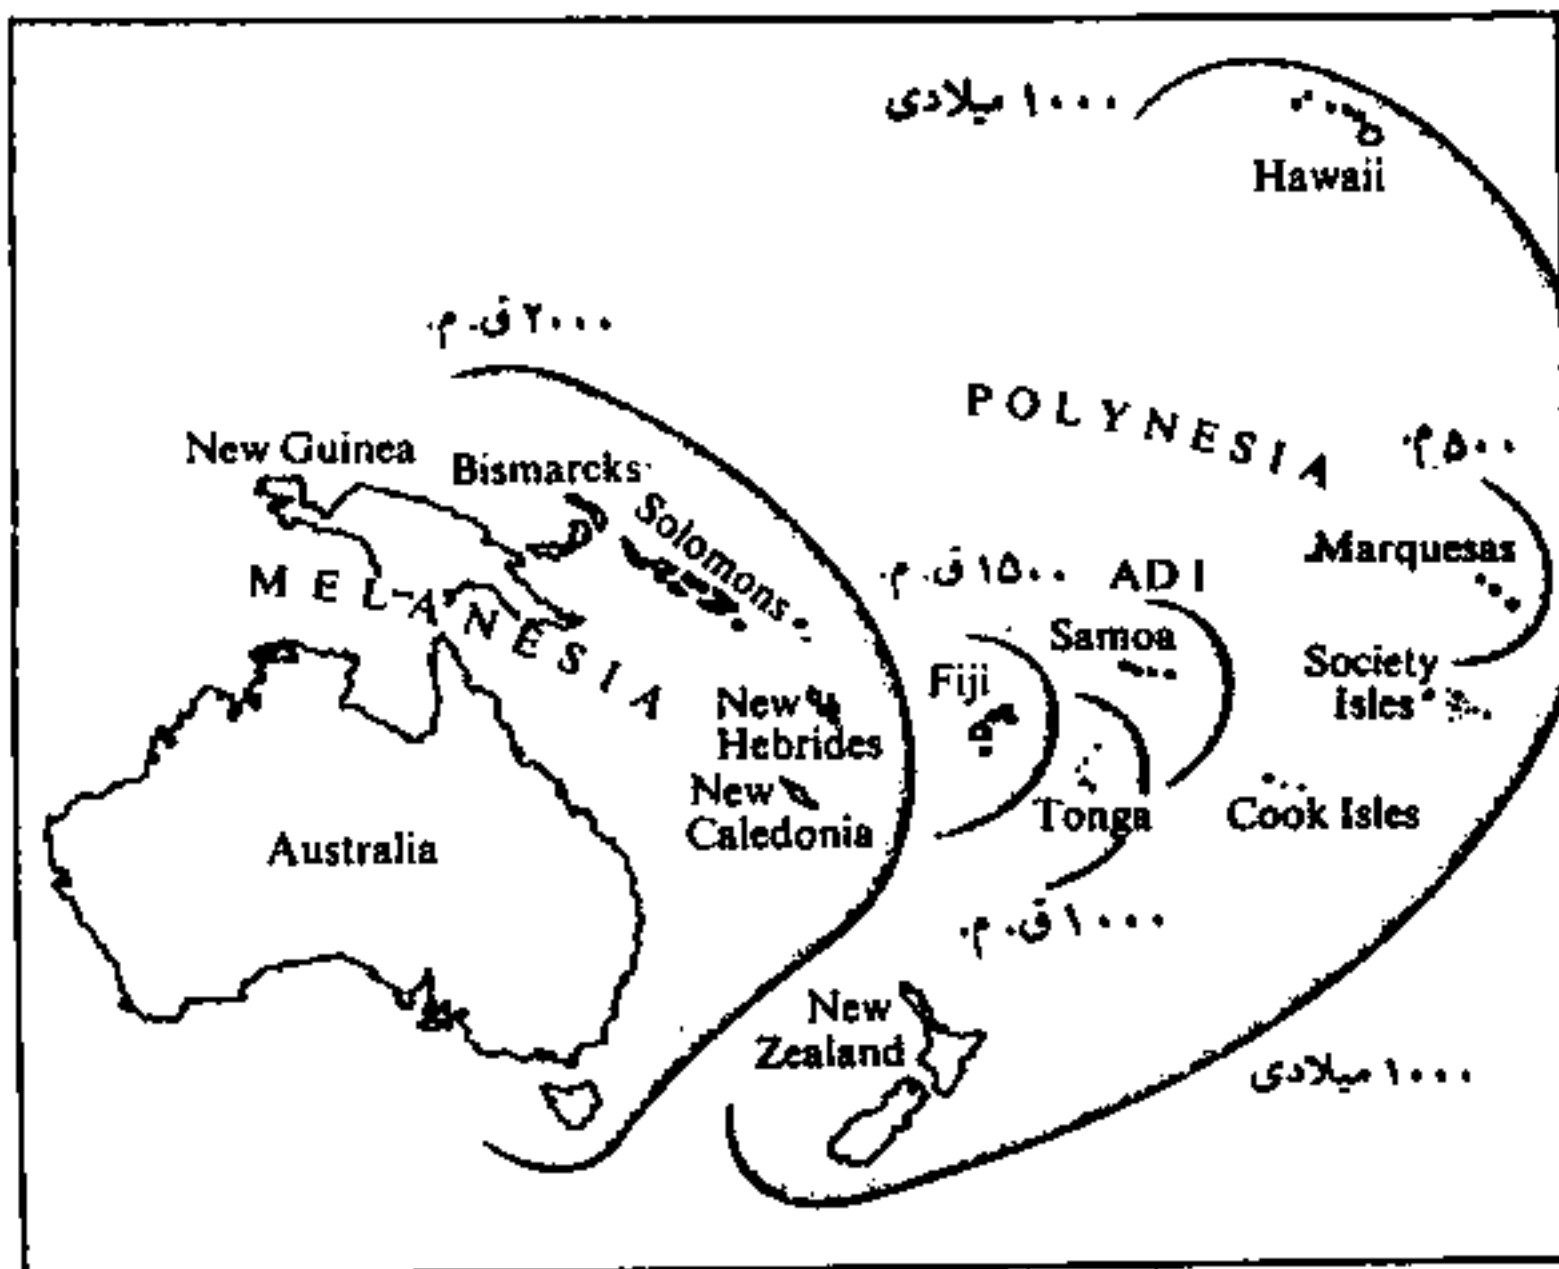 ۱۰۰۰ میلادی
Hawaii
۲۰۰۰ ق. م.
POLYNESIA
New Guinea
Bismarcks
Solomons
۵۰۰ م.
MELANESIA
۱۵۰۰ ق. م.
AD I
Marquesas
Samoa
Fiji
Society
Isles
New
Hebrides
New
Caledonia
Tonga
Cook Isles
Australia
۱۰۰۰ ق. م.
New
Zealand
۱۰۰۰ میلادی